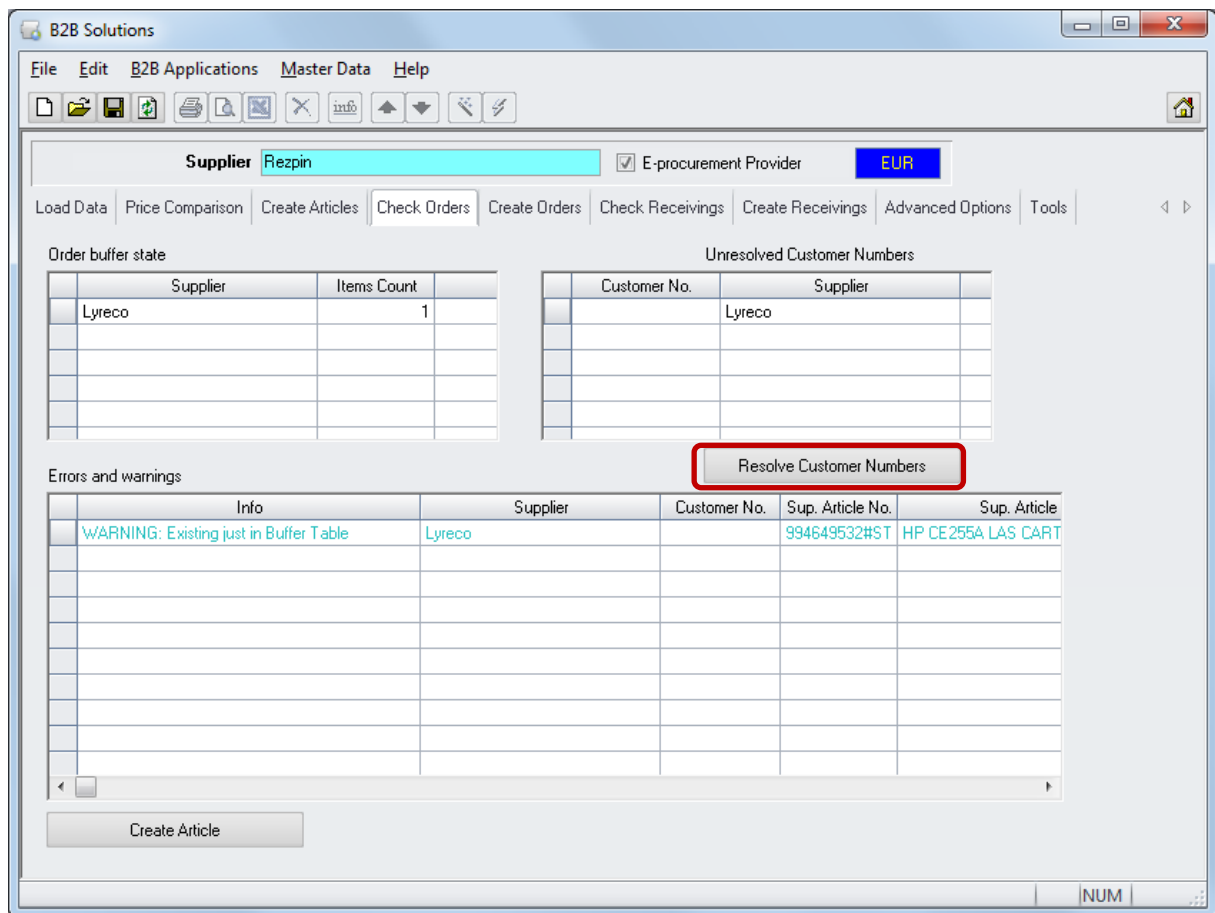 B2B Solutions
File Edit B2B Applications Master Data Help
info
Supplier Rezpin E-procurement Provider EUR
Load Data Price Comparison Create Articles Check Orders Create Orders Check Receivings Create Receivings Advanced Options Tools
Order buffer state
Supplier Items Count
Lyreco 1
Unresolved Customer Numbers
Customer No. Supplier
Lyreco
Resolve Customer Numbers
Errors and warnings
Info Supplier Customer No. Sup. Article No. Sup. Article
WARNING: Existing just in Buffer Table Lyreco 994649532#ST HP CE255A LAS CART
Create Article
NUM